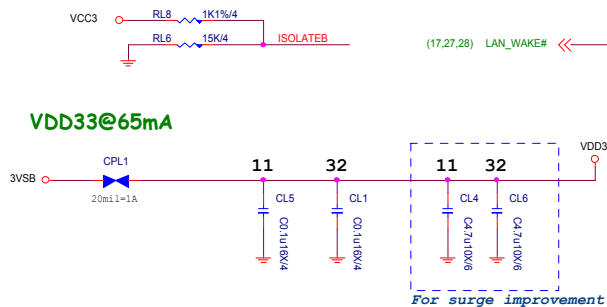 RL8 1K1%/4
VCC3
RL6 15K/4
ISOLATEB
(17,27,28) LAN_WAKE#
VDD33@65mA
CPL1 11 32 11 32 VDD3
3VSB
20mil=1A
CL5 CL1 CL4 CL6
C0.1u16X/4 C0.1u16X/4 C4.7u10X/6 C4.7u10X/6
For surge improvement